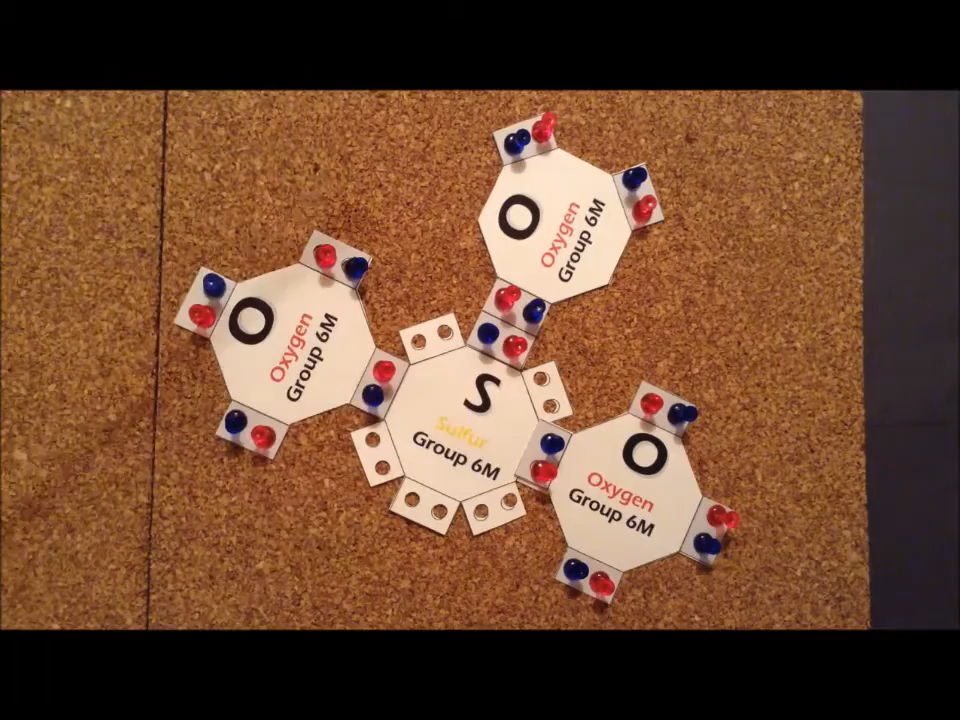 O
Oxygen
Group 6M
O
Oxygen
Group 6M
S
Sulfur
Group 6M
O
Oxygen
Group 6M